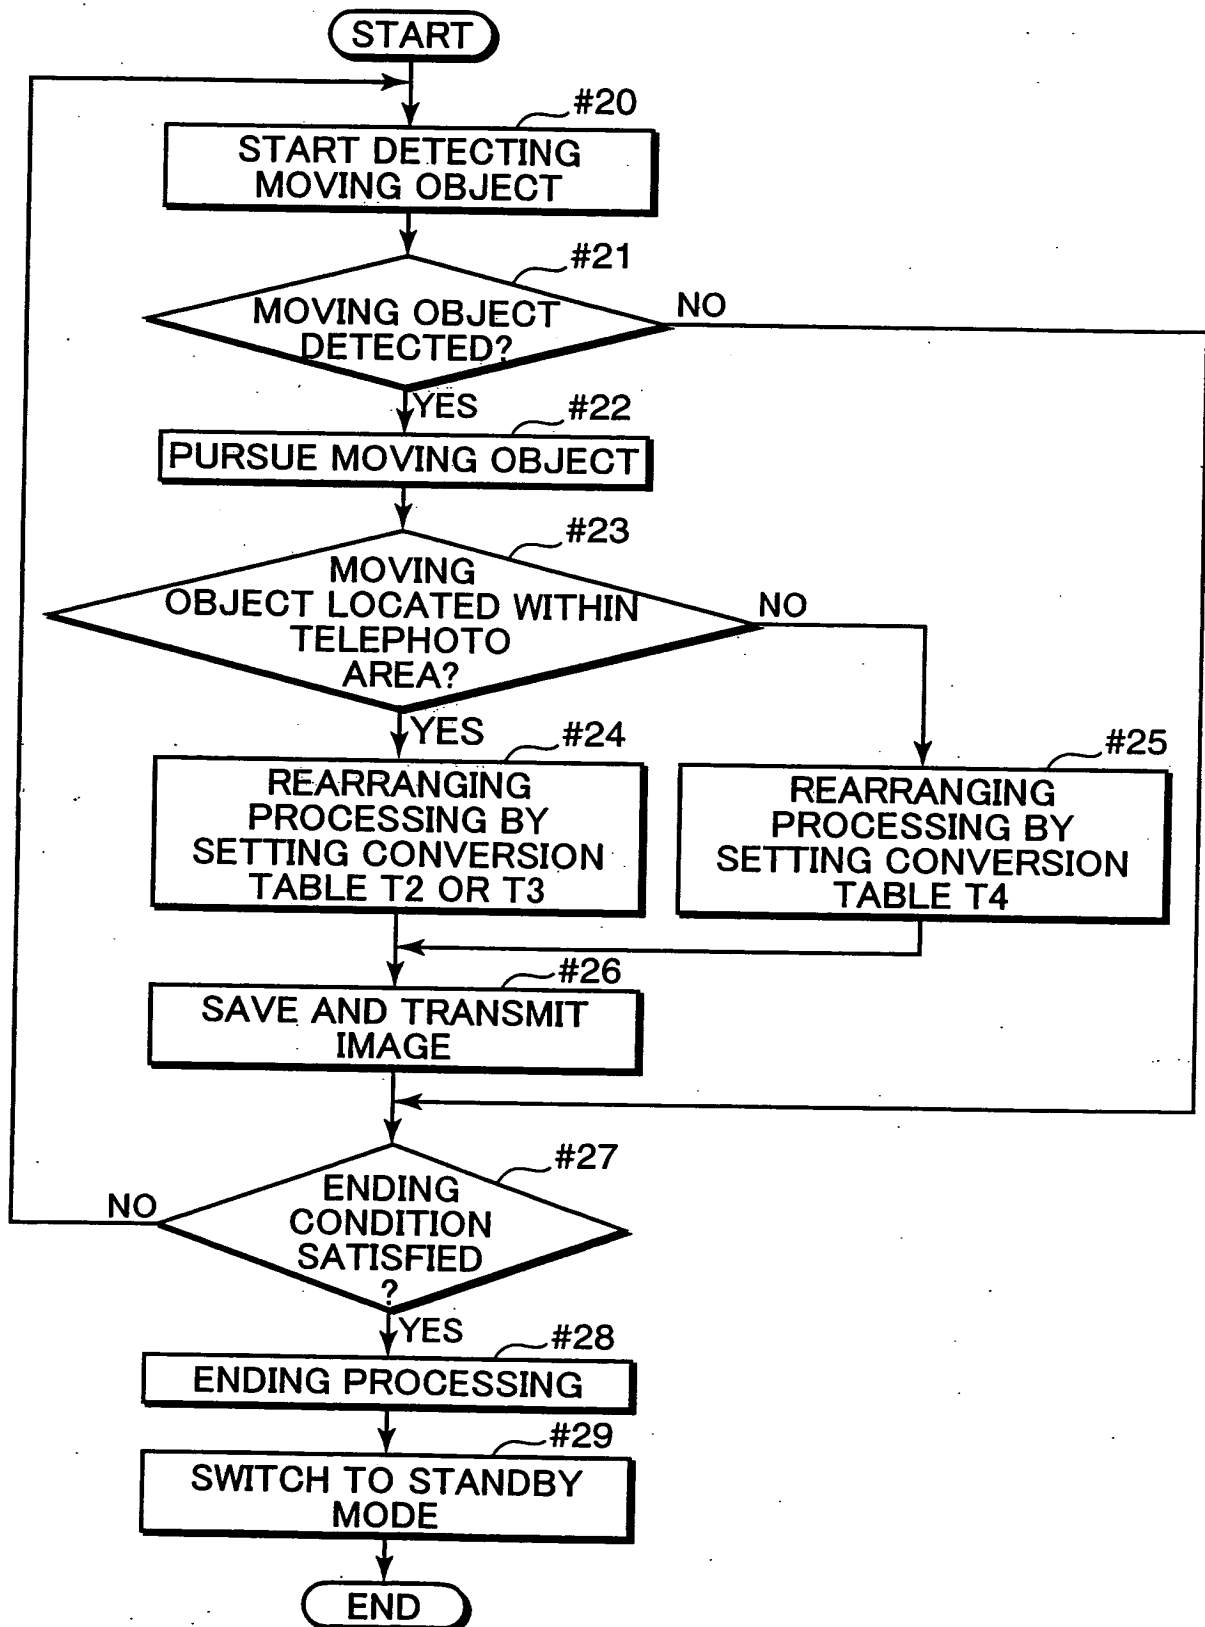 START
#20
START DETECTING
MOVING OBJECT
#21
MOVING OBJECT
DETECTED?
NO
YES
#22
PURSUE MOVING OBJECT
#23
MOVING
OBJECT LOCATED WITHIN
TELEPHOTO
AREA?
NO
YES
#24
REARRANGING
PROCESSING BY
SETTING CONVERSION
TABLE T2 OR T3
#25
REARRANGING
PROCESSING BY
SETTING CONVERSION
TABLE T4
#26
SAVE AND TRANSMIT
IMAGE
#27
ENDING
CONDITION
SATISFIED
?
NO
YES
#28
ENDING PROCESSING
#29
SWITCH TO STANDBY
MODE
END